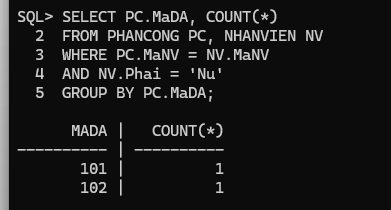 SQL> SELECT PC.MaDA, COUNT(*)
  2  FROM PHANCONG PC, NHANVIEN NV
  3  WHERE PC.MaNV = NV.MaNV
  4  AND NV.Phai = 'Nu'
  5  GROUP BY PC.MaDA;

      MADA |   COUNT(*)
---------- | ----------
       101 |          1
       102 |          1